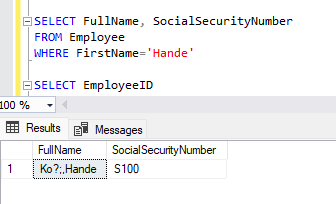 SELECT FullName, SocialSecurityNumber
FROM Employee
WHERE FirstName='Hande'
SELECT EmployeeID
100 %
Results Messages
FullName SocialSecurityNumber
1 Ko?;,Hande S100